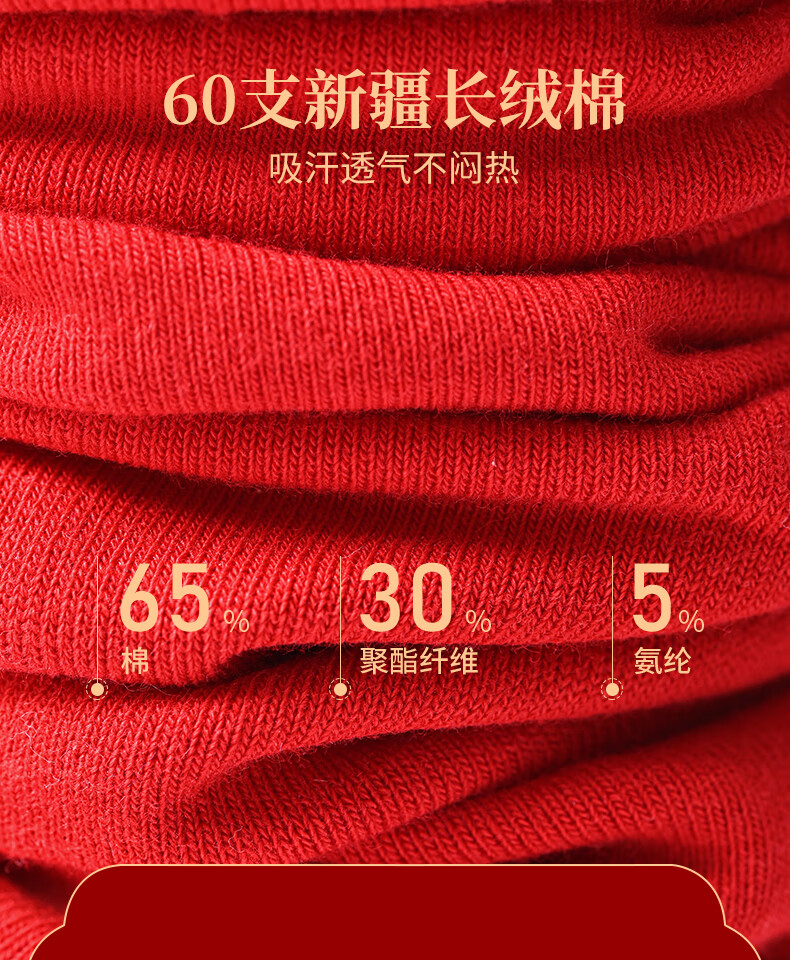 60支新疆长绒棉
吸汗透气不闷热
65% 30% 5%
棉 聚酯纤维 氨纶